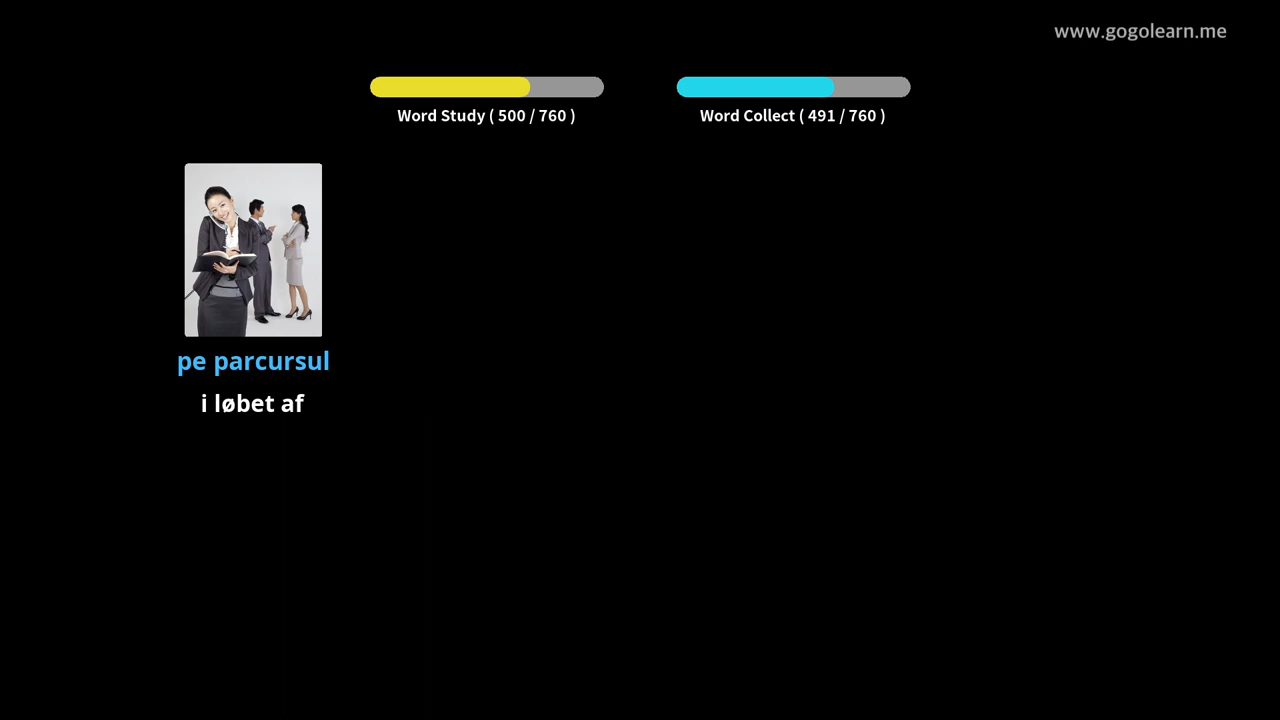 www.gogolearn.me
Word Study ( 500 / 760 )
Word Collect ( 491 / 760 )
pe parcursul
i løbet af